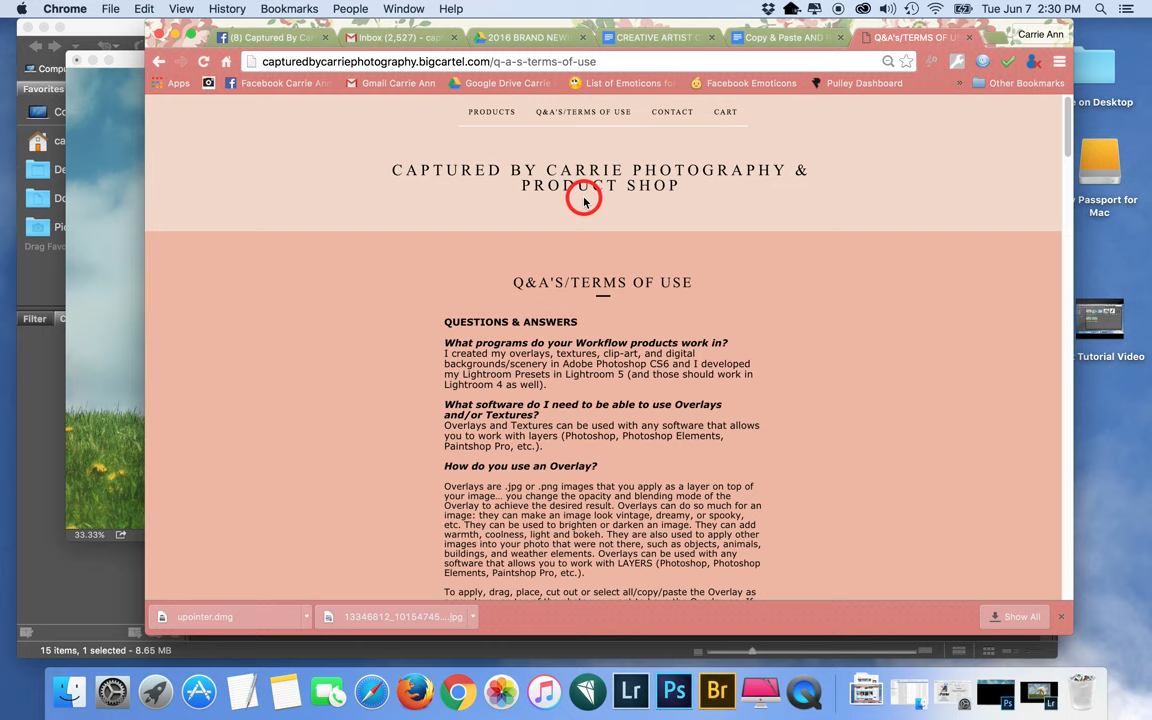 Chrome File Edit View History Bookmarks People Window Help Tue Jun 7 2:30 PM
(8) Captured By Ca Inbox (2,527) - cap 2016 BRAND NEW CREATIVE ARTIST C Copy & Paste AND R Q&A's/TERMS OF USE Carrie Ann
capturedbycarriephotography.bigcartel.com/q-a-s-terms-of-use
Apps Facebook Carrie Ann Gmail Carrie Ann Google Drive Carrie List of Emoticons fo Facebook Emoticons Pulley Dashboard » Other Bookmarks
Favorites
Filter
Drag Favo
33.33%
PRODUCTS Q&A'S/TERMS OF USE CONTACT CART
CAPTURED BY CARRIE PHOTOGRAPHY &
PRODUCT SHOP
Q&A'S/TERMS OF USE
QUESTIONS & ANSWERS
What programs do your Workflow products work in?
I created my overlays, textures, clip-art, and digital
backgrounds/scenery in Adobe Photoshop CS6 and I developed
my Lightroom Presets in Lightroom 5 (and those should work in
Lightroom 4 as well).
What software do I need to be able to use Overlays
and/or Textures?
Overlays and Textures can be used with any software that allows
you to work with layers (Photoshop, Photoshop Elements,
Paintshop Pro, etc.).
How do you use an Overlay?
Overlays are .jpg or .png images that you apply as a layer on top of
your image... you change the opacity and blending mode of the
Overlay to achieve the desired result. Overlays can do so much for an
image: they can make an image look vintage, dreamy, or spooky,
etc. They can be used to brighten or darken an image. They can add
warmth, coolness, light and bokeh. They are also used to apply other
images into your photo that were not there, such as objects, animals,
buildings, and weather elements. Overlays can be used with any
software that allows you to work with LAYERS (Photoshop, Photoshop
Elements, Paintshop Pro, etc.).
To apply, drag, place, cut out or select all/copy/paste the Overlay as
upointer.dmg 13346812_10154745....jpg Show All
15 items, 1 selected - 8.65 MB
e on Desktop
y Passport for
Mac
Tutorial Video
Lr Ps Br